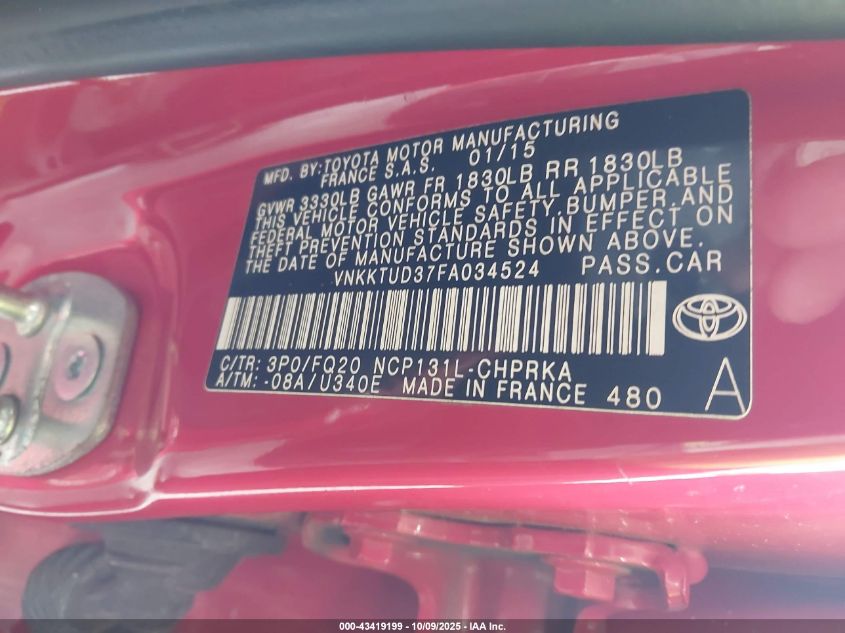 MFD. BY:TOYOTA MOTOR MANUFACTURING
FRANCE S.A.S. 01/15
GVWR 3330LB GAWR FR 1830LB RR 1830LB
THIS VEHICLE CONFORMS TO ALL APPLICABLE
FEDERAL MOTOR VEHICLE SAFETY, BUMPER, AND
THEFT PREVENTION STANDARDS IN EFFECT ON
THE DATE OF MANUFACTURE SHOWN ABOVE.
VNKKTUD37FA034524 PASS.CAR
C/TR: 3P0/FQ20 NCP131L-CHPRKA
A/TM: -08A/U340E MADE IN FRANCE 480 A
000-43419199 - 10/09/2025 - IAA Inc.